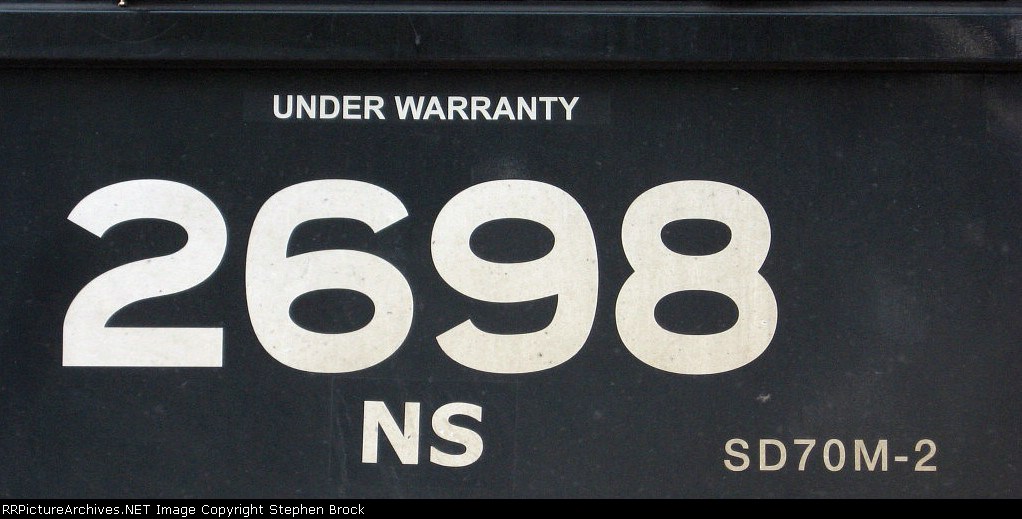 UNDER WARRANTY
2698
NS
SD70M-2
RRPictureArchives.NET Image Copyright Stephen Brock